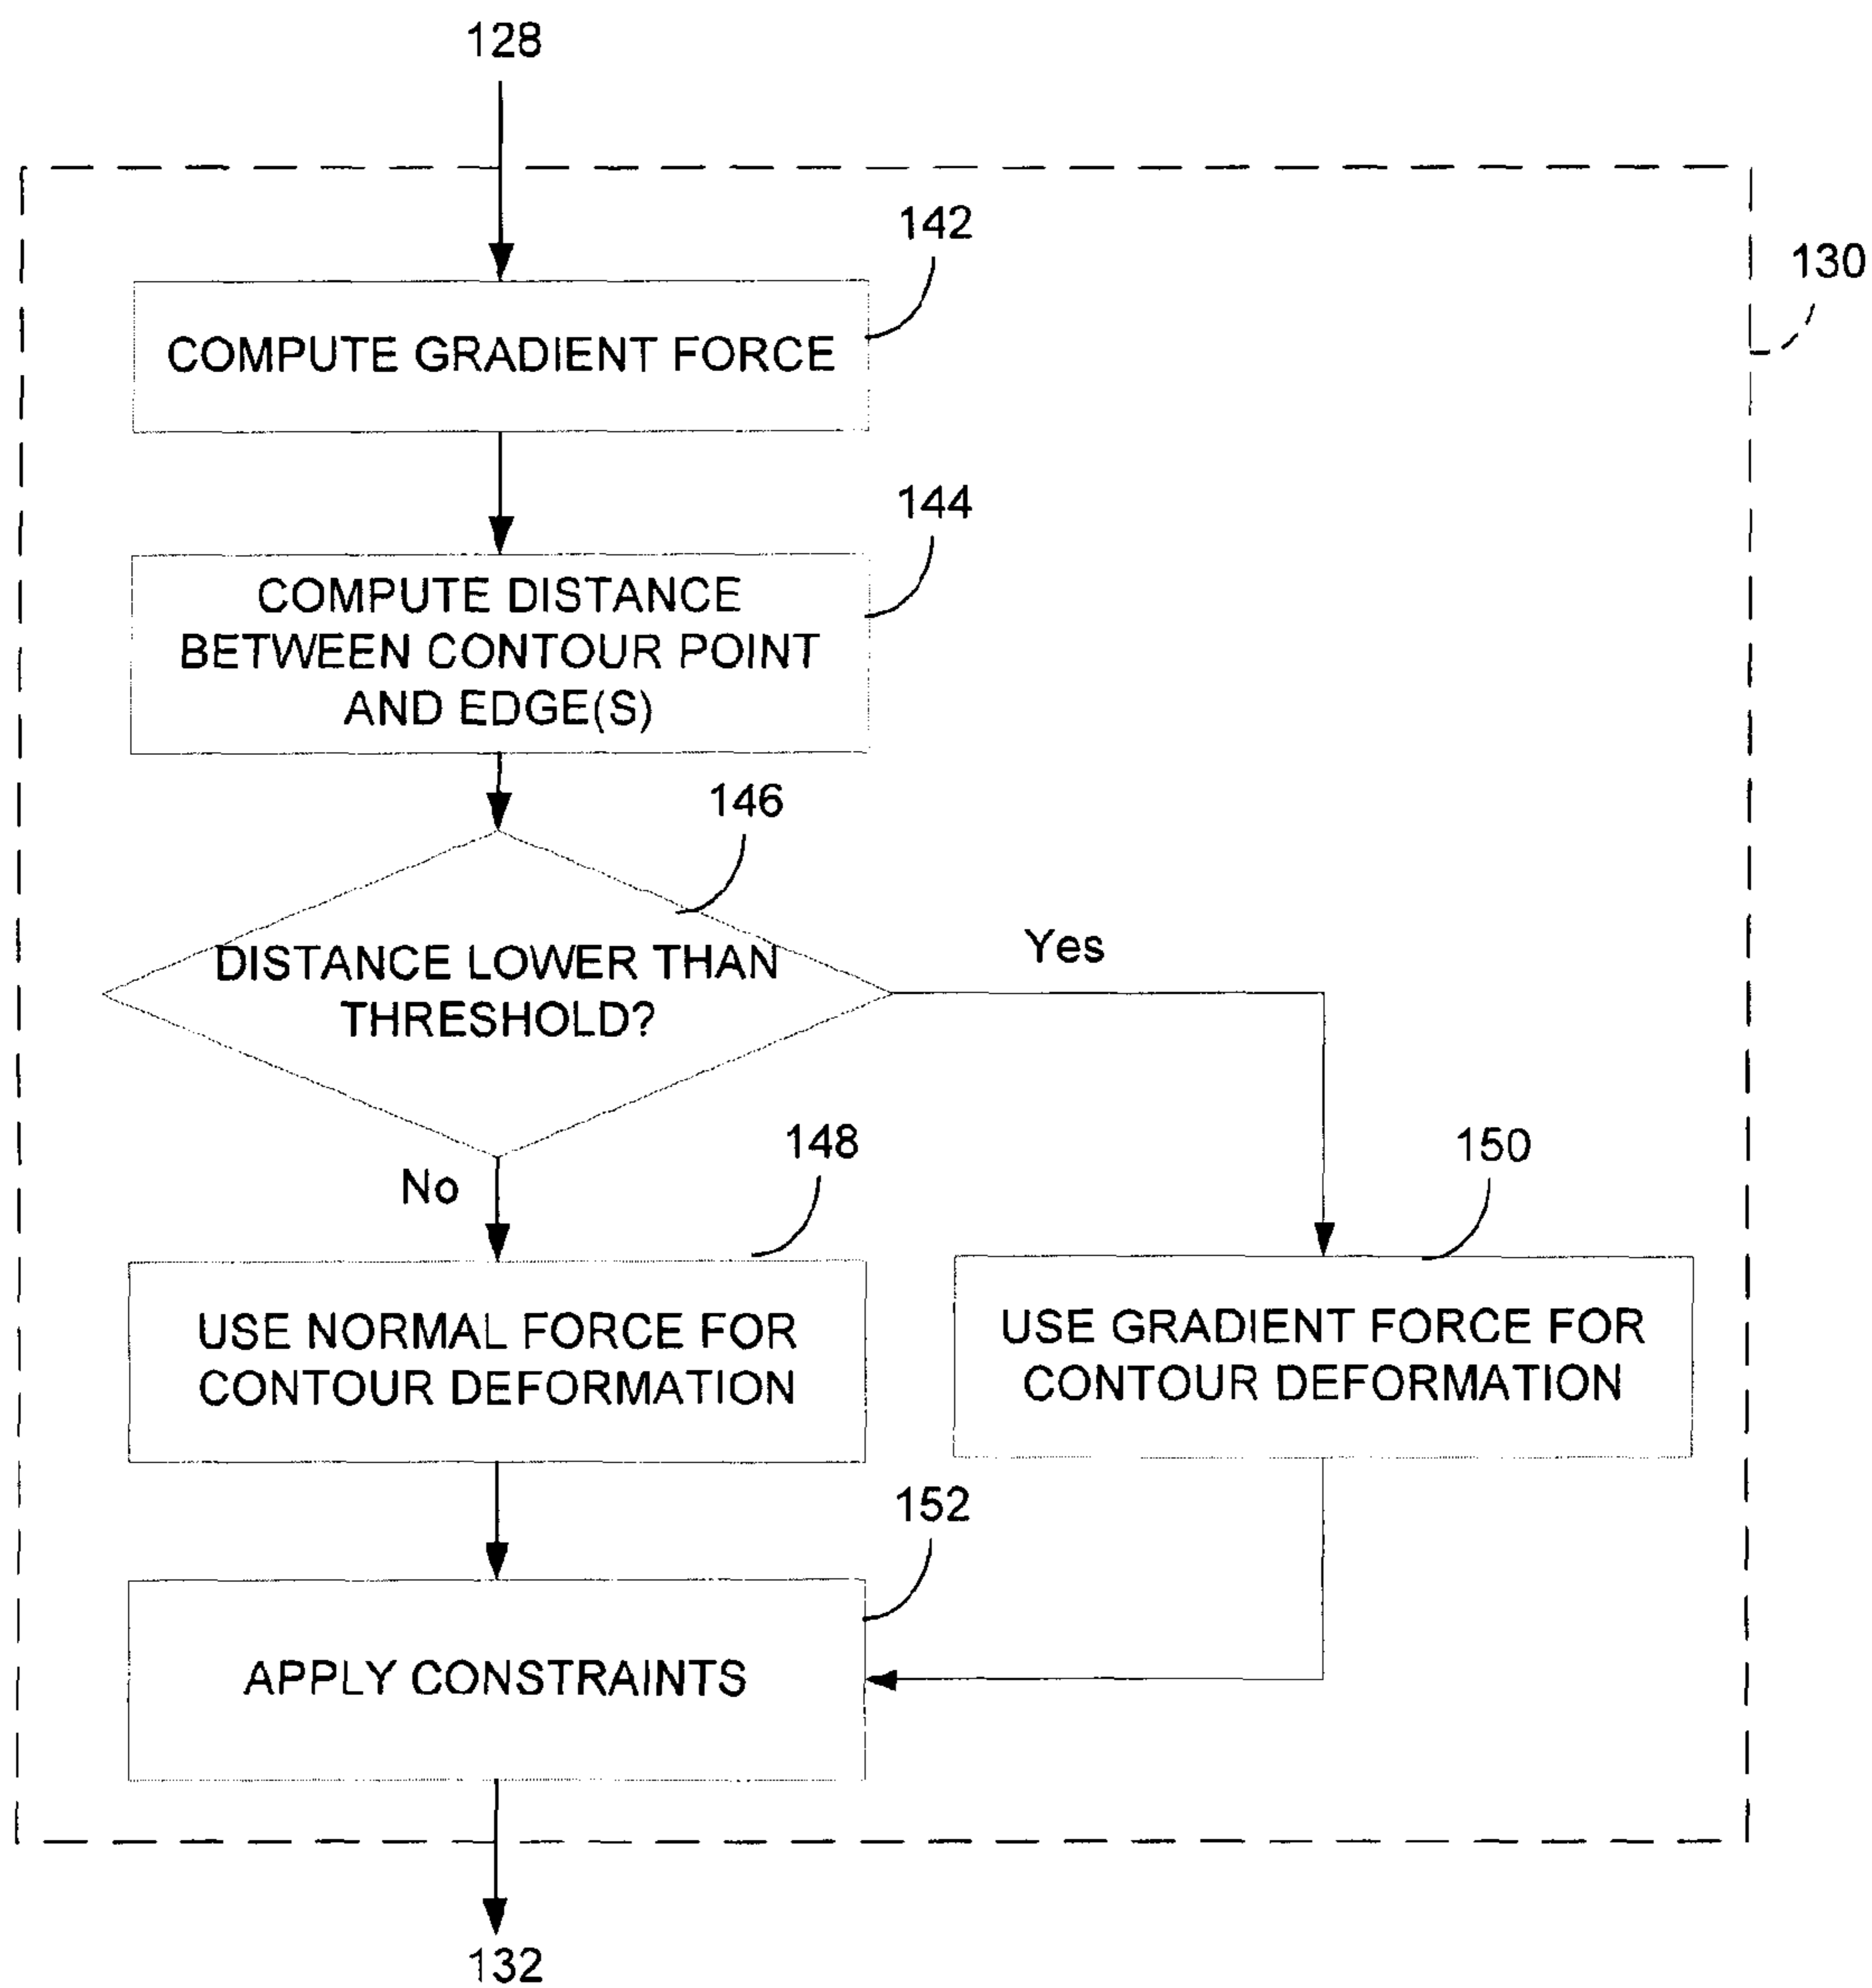 128
142
130
COMPUTE GRADIENT FORCE
144
COMPUTE DISTANCE
BETWEEN CONTOUR POINT
AND EDGE(S)
146
Yes
DISTANCE LOWER THAN
THRESHOLD?
148
150
No
USE NORMAL FORCE FOR
CONTOUR DEFORMATION
USE GRADIENT FORCE FOR
CONTOUR DEFORMATION
152
APPLY CONSTRAINTS
132